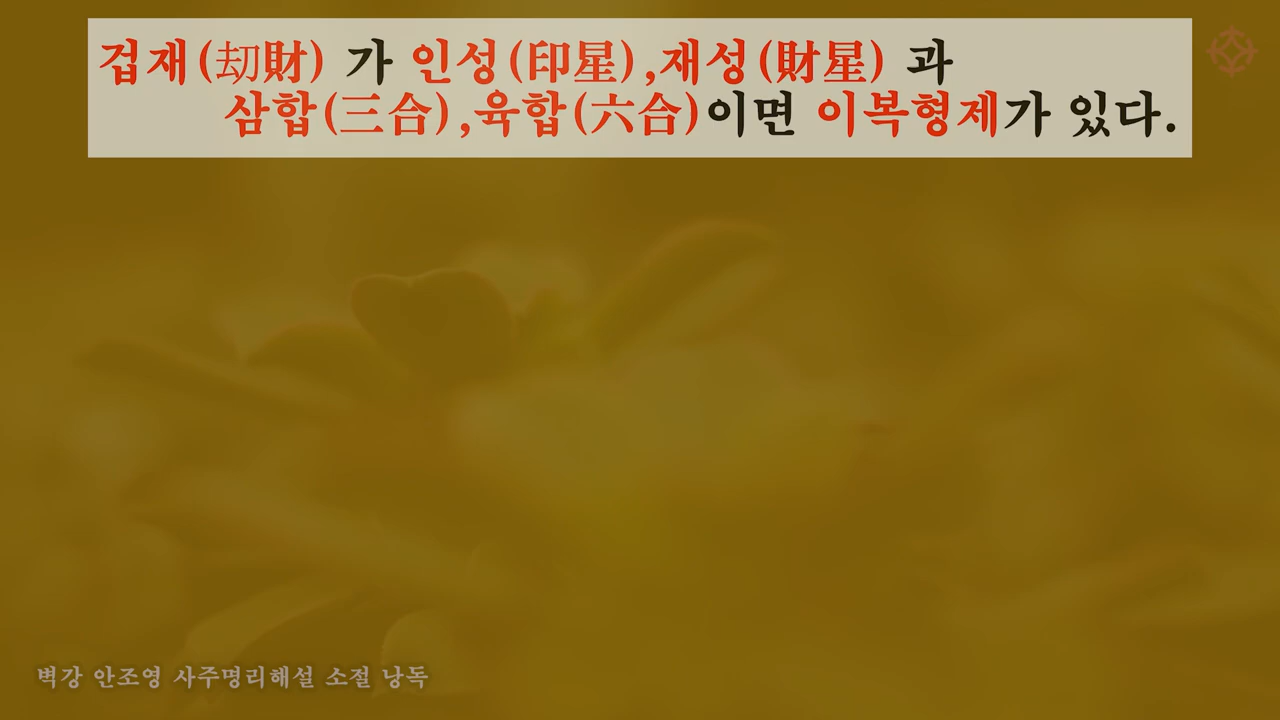 겁재(刧財) 가 인성(印星),재성(財星) 과
삼합(三合),육합(六合)이면 이복형제가 있다.
벽강 안조영 사주명리해설 소절 낭독